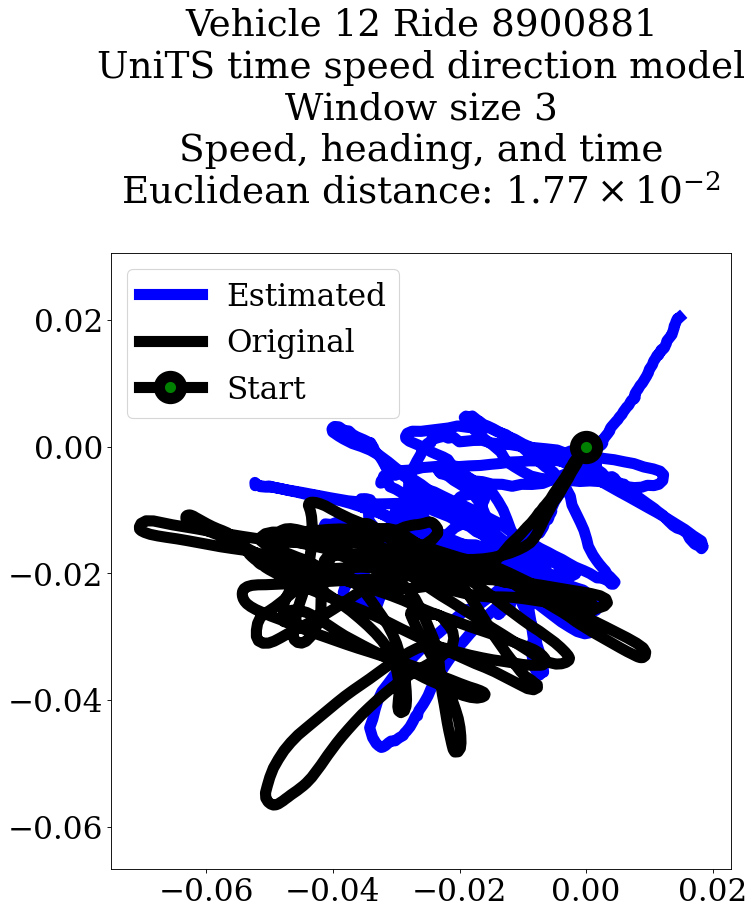 Vehicle 12 Ride 8900881
UniTS time speed direction model
Window size 3
Speed, heading, and time
Euclidean distance: 1.77 × 10⁻²
Estimated
Original
Start
0.02
0.00
−0.02
−0.04
−0.06
−0.06 −0.04 −0.02 0.00 0.02